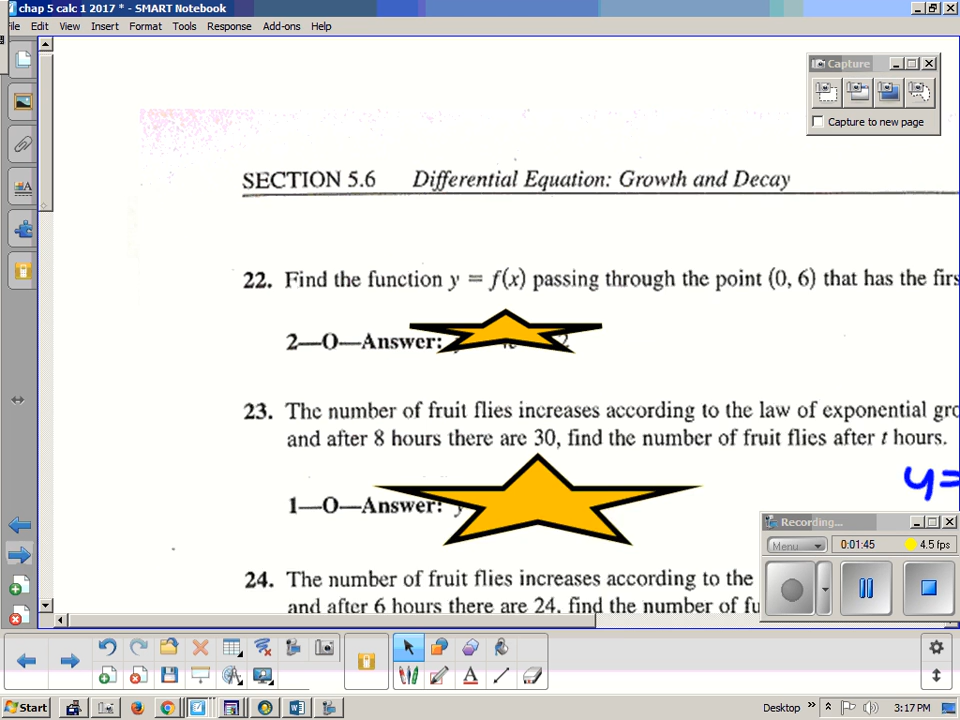 chap 5 calc 1 2017 * - SMART Notebook
File Edit View Insert Format Tools Response Add-ons Help
Capture
Capture to new page
SECTION 5.6 Differential Equation: Growth and Decay
22. Find the function y = f(x) passing through the point (0, 6) that has the firs
2—O—Answer:
23. The number of fruit flies increases according to the law of exponential gro
and after 8 hours there are 30, find the number of fruit flies after t hours.
y=
1—O—Answer:
Recording...
Menu 0:01:45 4.5 fps
24. The number of fruit flies increases according to the
and after 6 hours there are 24, find the number of fu
Start Desktop 3:17 PM